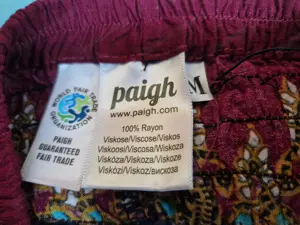 WORLD FAIR TRADE
ORGANIZATION
PAIGH
GUARANTEED
FAIR TRADE
paigh
www.paigh.com
100% Rayon
Viskose/Viscose/Viskos
Viskoosi/Viscosa/Wiskoza
Viskóza/Viskoza/Viskoze
Viskózi/Viskoz/вискоза
M